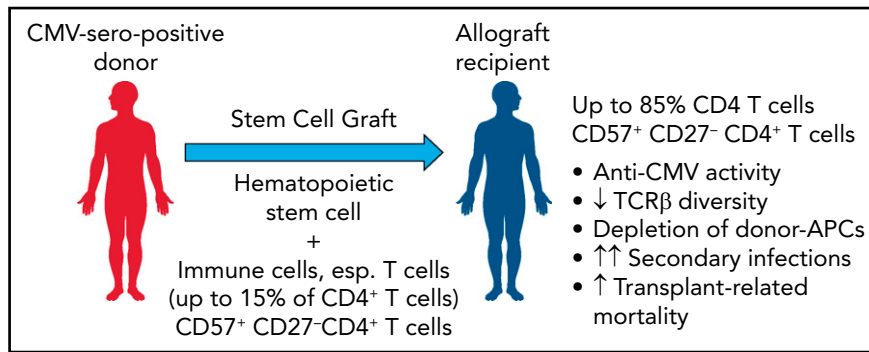 CMV-sero-positive
donor
Stem Cell Graft
Hematopoietic
stem cell
+
Immune cells, esp. T cells
(up to 15% of CD4⁺ T cells)
CD57⁺ CD27⁻CD4⁺ T cells
Allograft
recipient
Up to 85% CD4 T cells
CD57⁺ CD27⁻ CD4⁺ T cells
• Anti-CMV activity
• ↓ TCRβ diversity
• Depletion of donor-APCs
• ↑↑ Secondary infections
• ↑ Transplant-related
mortality